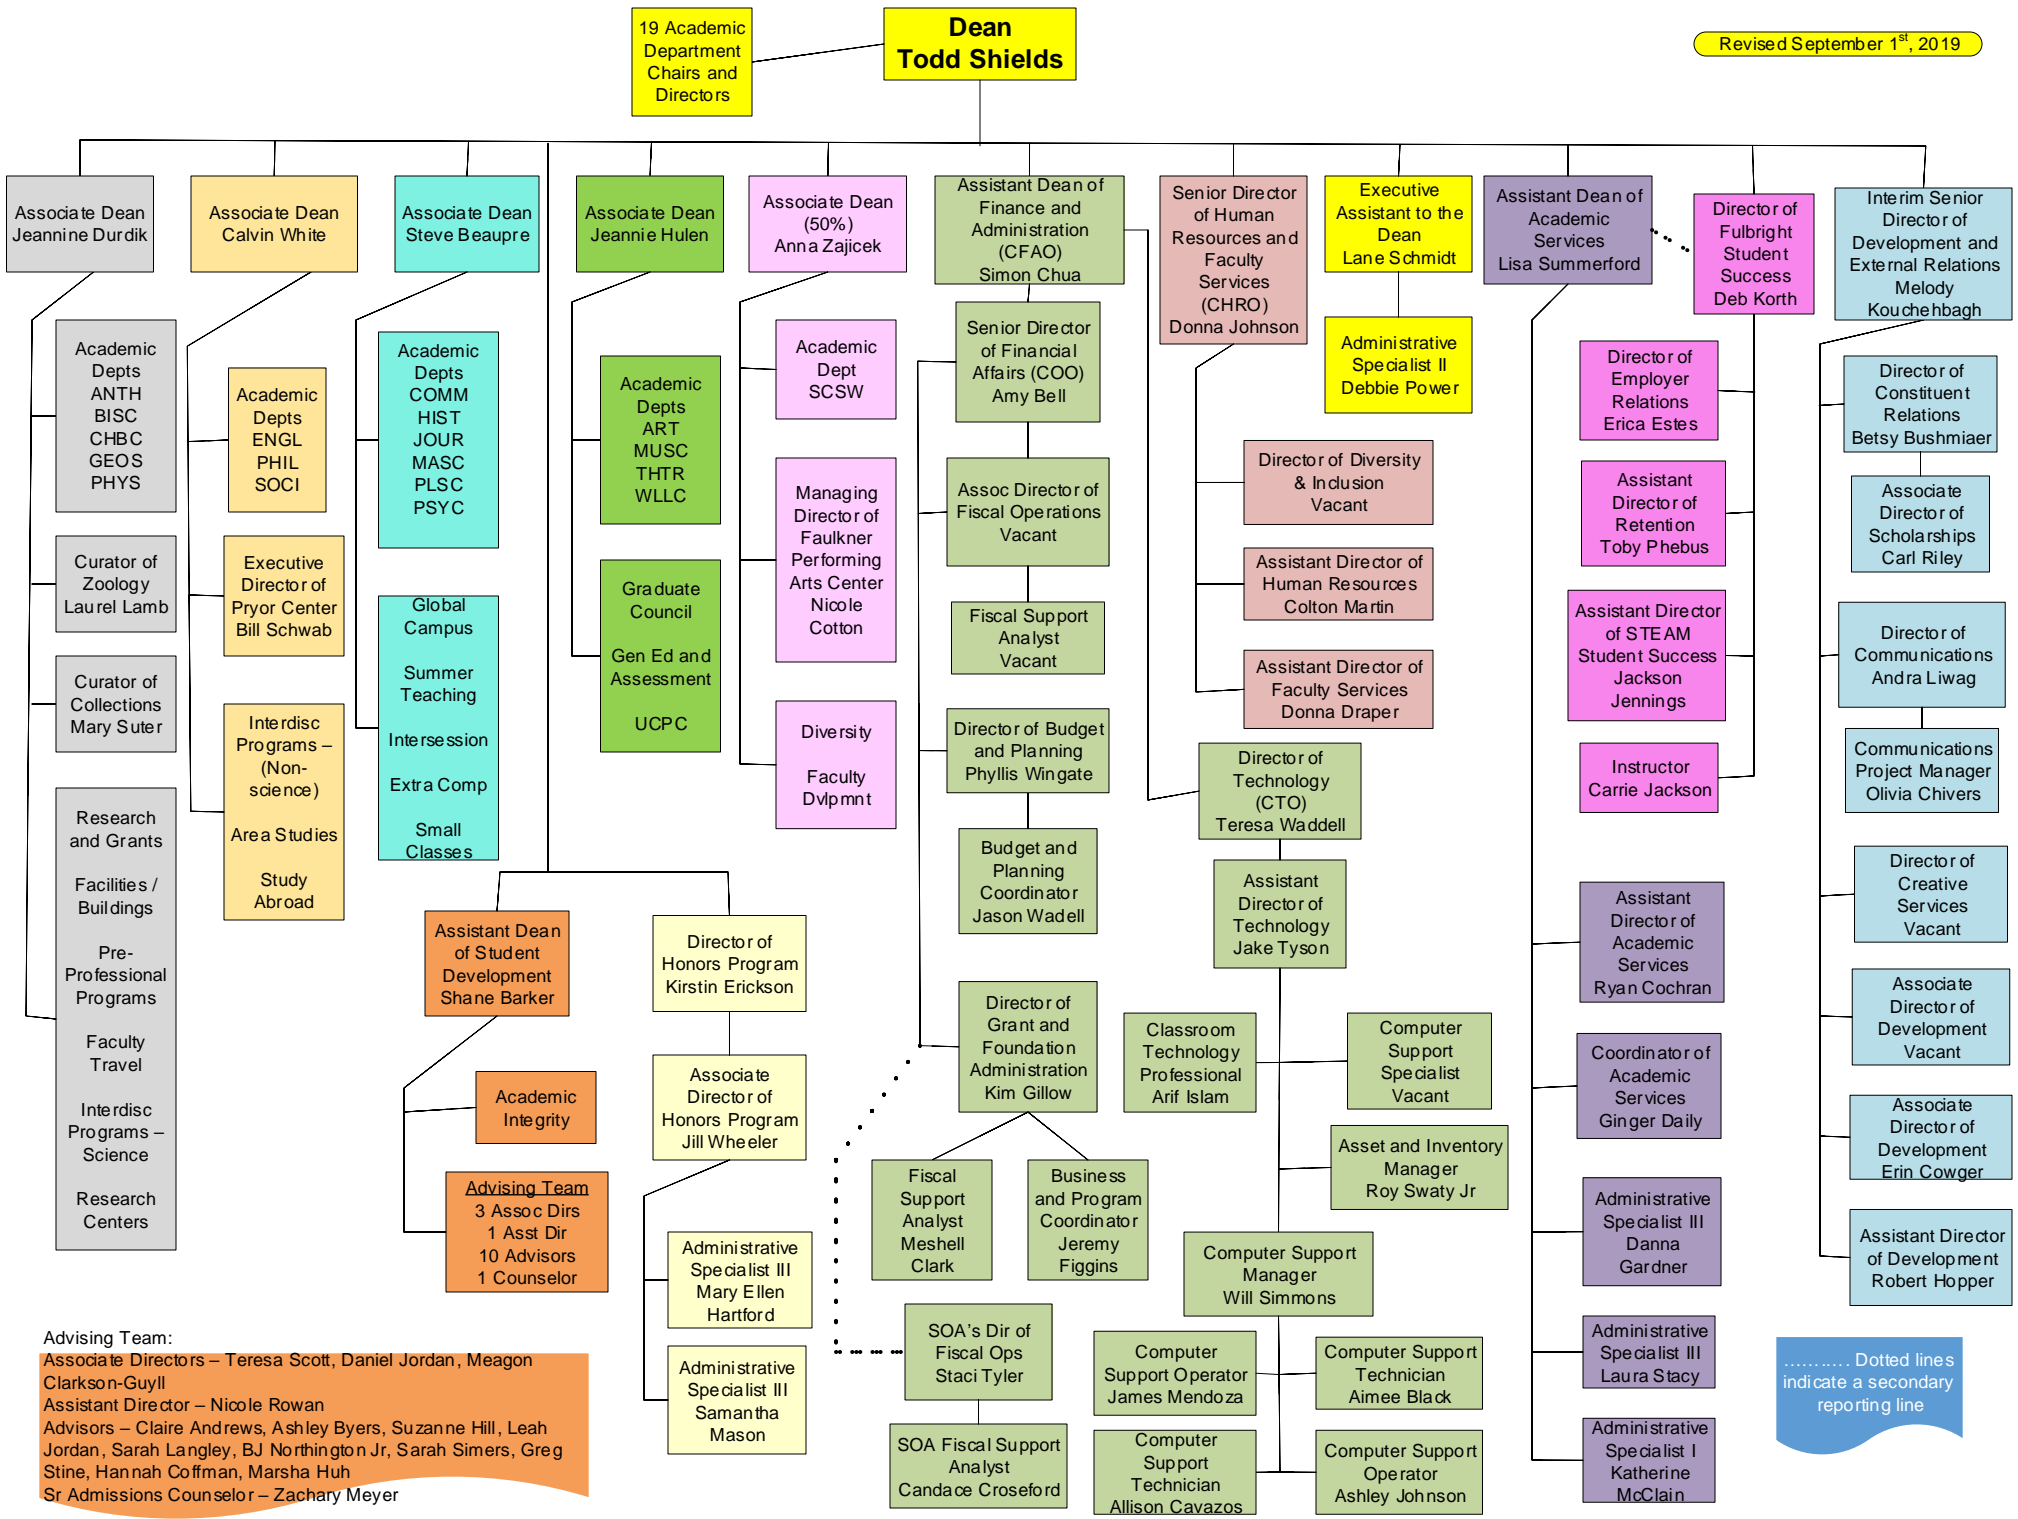 19 Academic
Department
Chairs and
Directors
Dean
Todd Shields
Revised September 1st, 2019
Associate Dean
Jeannine Durdik
Academic
Depts
ANTH
BISC
CHBC
GEOS
PHYS
Curator of
Zoology
Laurel Lamb
Curator of
Collections
Mary Suter
Research
and Grants
Facilities /
Buildings
Pre-
Professional
Programs
Faculty
Travel
Interdisc
Programs –
Science
Research
Centers
Associate Dean
Calvin White
Academic
Depts
ENGL
PHIL
SOCI
Executive
Director of
Pryor Center
Bill Schwab
Interdisc
Programs –
(Non-
science)
Area Studies
Study
Abroad
Associate Dean
Steve Beaupre
Academic
Depts
COMM
HIST
JOUR
MASC
PLSC
PSYC
Global
Campus
Summer
Teaching
Intersession
Extra Comp
Small
Classes
Assistant Dean
of Student
Development
Shane Barker
Academic
Integrity
Advising Team
3 Assoc Dirs
1 Asst Dir
10 Advisors
1 Counselor
Director of
Honors Program
Kirstin Erickson
Associate
Director of
Honors Program
Jill Wheeler
Administrative
Specialist III
Mary Ellen
Hartford
Administrative
Specialist III
Samantha
Mason
Associate Dean
Jeannie Hulen
Academic
Depts
ART
MUSC
THTR
WLLC
Graduate
Council
Gen Ed and
Assessment
UCPC
Associate Dean
(50%)
Anna Zajicek
Academic
Dept
SCSW
Managing
Director of
Faulkner
Performing
Arts Center
Nicole
Cotton
Diversity
Faculty
Dvlpmnt
Assistant Dean of
Finance and
Administration
(CFAO)
Simon Chua
Senior Director
of Financial
Affairs (COO)
Amy Bell
Assoc Director of
Fiscal Operations
Vacant
Fiscal Support
Analyst
Vacant
Director of Budget
and Planning
Phyllis Wingate
Budget and
Planning
Coordinator
Jason Wadell
Director of
Grant and
Foundation
Administration
Kim Gillow
Fiscal
Support
Analyst
Meshell
Clark
Business
and Program
Coordinator
Jeremy
Figgins
SOA's Dir of
Fiscal Ops
Staci Tyler
SOA Fiscal Support
Analyst
Candace Croseford
Director of
Technology
(CTO)
Teresa Waddell
Assistant
Director of
Technology
Jake Tyson
Classroom
Technology
Professional
Arif Islam
Computer
Support
Specialist
Vacant
Asset and Inventory
Manager
Roy Swaty Jr
Computer Support
Manager
Will Simmons
Computer
Support Operator
James Mendoza
Computer Support
Technician
Aimee Black
Computer
Support
Technician
Allison Cavazos
Computer Support
Operator
Ashley Johnson
Senior Director
of Human
Resources and
Faculty
Services
(CHRO)
Donna Johnson
Director of Diversity
& Inclusion
Vacant
Assistant Director of
Human Resources
Colton Martin
Assistant Director of
Faculty Services
Donna Draper
Executive
Assistant to the
Dean
Lane Schmidt
Administrative
Specialist II
Debbie Power
Assistant Dean of
Academic
Services
Lisa Summerford
Assistant
Director of
Academic
Services
Ryan Cochran
Coordinator of
Academic
Services
Ginger Daily
Administrative
Specialist III
Danna
Gardner
Administrative
Specialist III
Laura Stacy
Administrative
Specialist I
Katherine
McClain
Director of
Fulbright
Student
Success
Deb Korth
Director of
Employer
Relations
Erica Estes
Assistant
Director of
Retention
Toby Phebus
Assistant Director
of STEAM
Student Success
Jackson
Jennings
Instructor
Carrie Jackson
Interim Senior
Director of
Development and
External Relations
Melody
Kouchehbagh
Director of
Constituent
Relations
Betsy Bushmiaer
Associate
Director of
Scholarships
Carl Riley
Director of
Communications
Andra Liwag
Communications
Project Manager
Olivia Chivers
Director of
Creative
Services
Vacant
Associate
Director of
Development
Vacant
Associate
Director of
Development
Erin Cowger
Assistant Director
of Development
Robert Hopper
Advising Team:
Associate Directors – Teresa Scott, Daniel Jordan, Meagon
Clarkson-Guyll
Assistant Director – Nicole Rowan
Advisors – Claire Andrews, Ashley Byers, Suzanne Hill, Leah
Jordan, Sarah Langley, BJ Northington Jr, Sarah Simers, Greg
Stine, Hannah Coffman, Marsha Huh
Sr Admissions Counselor – Zachary Meyer
.......... Dotted lines
indicate a secondary
reporting line